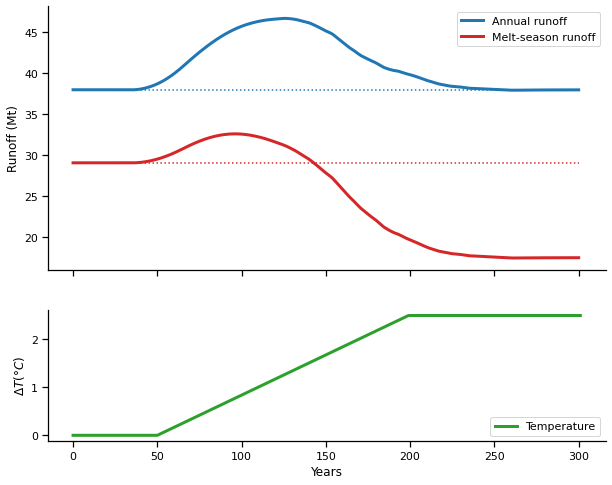 Annual runoff
Melt-season runoff
Runoff (Mt)
45
40
35
30
25
20
ΔT(°C)
2
1
0
Temperature
0 50 100 150 200 250 300
Years